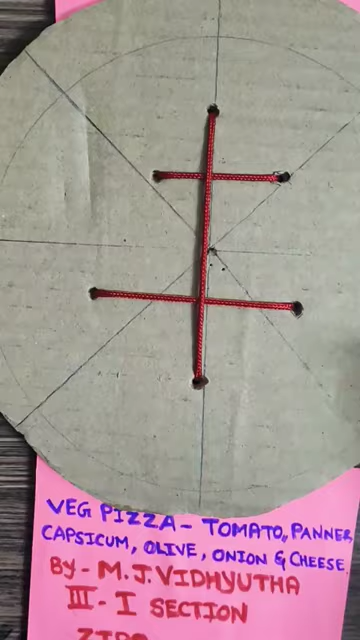 VEG PIZZA - TOMATO, PANNER,
CAPSICUM, OLIVE, ONION & CHEESE.
By - M.J.VIDHYUTHA
III - I SECTION